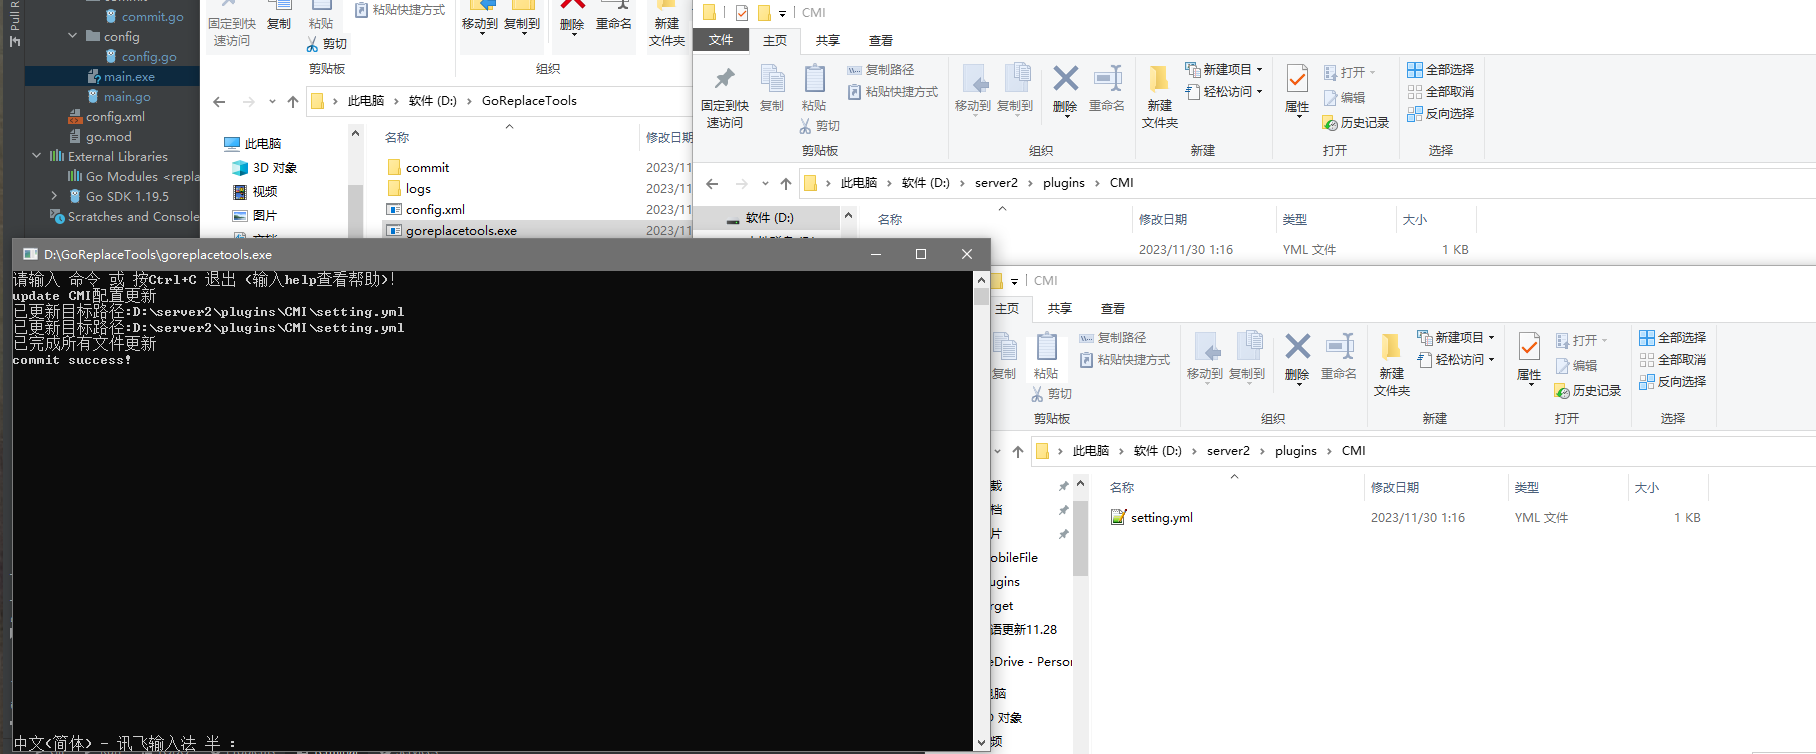 Pull R
commit.go
config
config.go
main.exe
main.go
config.xml
go.mod
External Libraries
Go Modules <repla
Go SDK 1.19.5
Scratches and Console
固定到快
速访问
复制
粘贴
粘贴快捷方式
剪切
剪贴板
移动到
复制到
删除
重命名
组织
新建
文件夹
此电脑 > 软件 (D:) > GoReplaceTools
此电脑
3D 对象
视频
图片
名称
修改日期
commit
2023/11
logs
2023/11
config.xml
2023/11
goreplacetools.exe
2023/11
CMI
文件
主页
共享
查看
固定到快
速访问
复制
粘贴
复制路径
粘贴快捷方式
剪切
剪贴板
移动到
复制到
删除
重命名
组织
新建
文件夹
新建项目
轻松访问
新建
属性
打开
编辑
历史记录
打开
全部选择
全部取消
反向选择
选择
此电脑 > 软件 (D:) > server2 > plugins > CMI
软件 (D:)
名称
修改日期
类型
大小
2023/11/30 1:16
YML 文件
1 KB
D:\GoReplaceTools\goreplacetools.exe
请输入 命令 或 按Ctrl+C 退出 (输入help查看帮助)!
update CMI配置更新
已更新目标路径:D:\server2\plugins\CMI\setting.yml
已更新目标路径:D:\server2\plugins\CMI\setting.yml
已完成所有文件更新
commit success!
中文(简体) - 讯飞输入法 半 :
CMI
主页
共享
查看
复制
粘贴
复制路径
粘贴快捷方式
剪切
剪贴板
移动到
复制到
删除
重命名
组织
新建
文件夹
新建项目
轻松访问
新建
属性
打开
编辑
历史记录
打开
全部选择
全部取消
反向选择
选择
此电脑 > 软件 (D:) > server2 > plugins > CMI
载
档
片
obileFile
ugins
rget
语更新11.28
eDrive - Person
电脑
对象
频
名称
修改日期
类型
大小
setting.yml
2023/11/30 1:16
YML 文件
1 KB